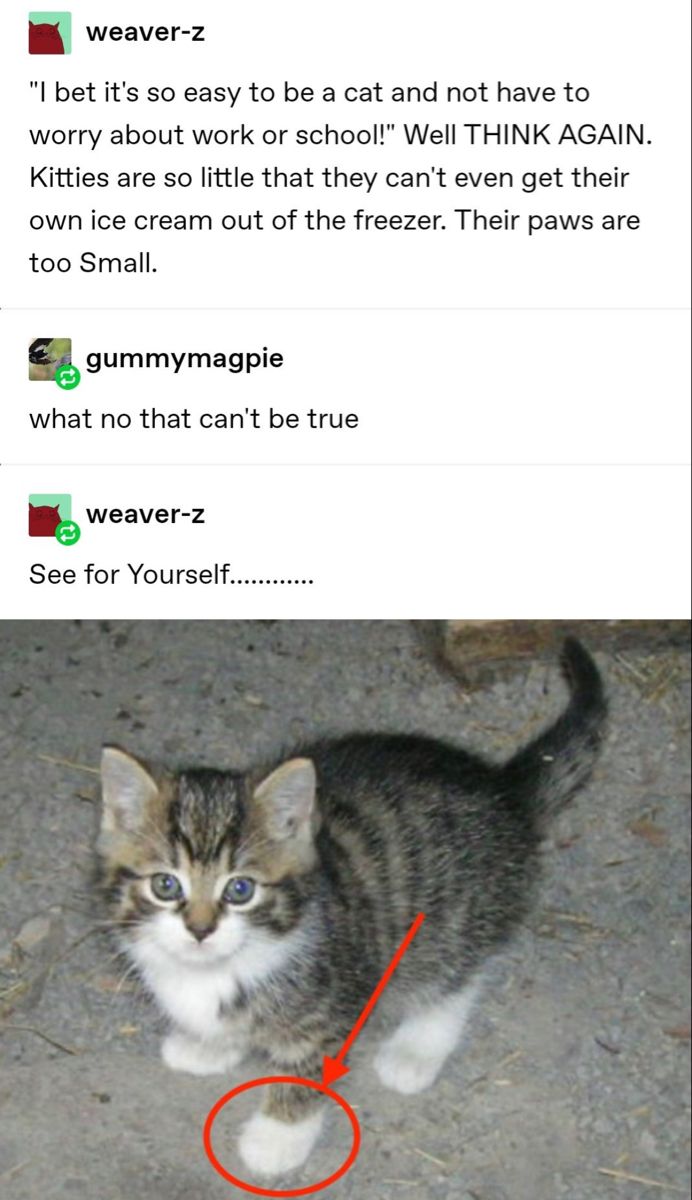 weaver-z
"I bet it's so easy to be a cat and not have to
worry about work or school!" Well THINK AGAIN.
Kitties are so little that they can't even get their
own ice cream out of the freezer. Their paws are
too Small.
gummymagpie
what no that can't be true
weaver-z
See for Yourself............